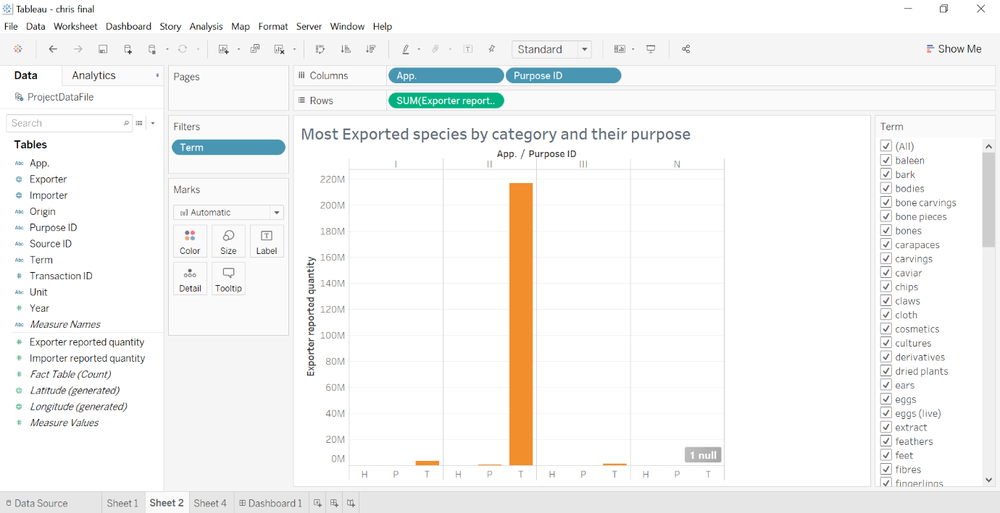 Tableau - chris final
File Data Worksheet Dashboard Story Analysis Map Format Server Window Help
Standard
Show Me
Data
Analytics
ProjectDataFile
Search
Tables
Abc App.
Exporter
Importer
Abc Origin
Abc Purpose ID
Abc Source ID
Abc Term
# Transaction ID
Abc Unit
# Year
Abc Measure Names
# Exporter reported quantity
# Importer reported quantity
# Fact Table (Count)
Latitude (generated)
Longitude (generated)
# Measure Values
Pages
Filters
Term
Marks
Automatic
Color Size Label
Detail Tooltip
Columns
App.
Purpose ID
Rows
SUM(Exporter report..
Most Exported species by category and their purpose
App. / Purpose ID
I II III N
Exporter reported quantity
220M
200M
180M
160M
140M
120M
100M
80M
60M
40M
20M
0M
1 null
H P T H P T H P T H P T
Term
(All)
baleen
bark
bodies
bone carvings
bone pieces
bones
carapaces
carvings
caviar
chips
claws
cloth
cosmetics
cultures
derivatives
dried plants
ears
eggs
eggs (live)
extract
feathers
feet
fibres
fingerlings
Data Source
Sheet 1
Sheet 2
Sheet 4
Dashboard 1